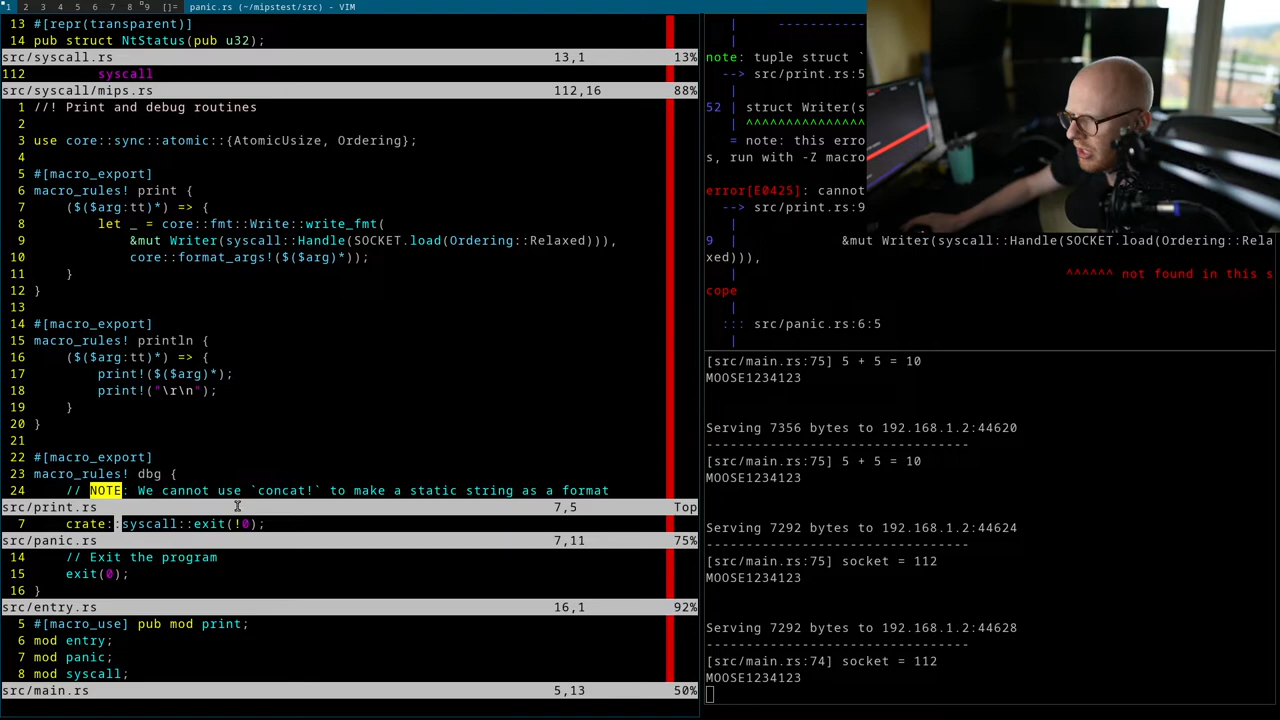 1 2 3 4 5 6 7 8 9 []= panic.rs (~/mipstest/src) - VIM
13 #[repr(transparent)]
14 pub struct NtStatus(pub u32);
src/syscall.rs 13,1 13%
112 syscall
src/syscall/mips.rs 112,16 88%
1 //! Print and debug routines
2
3 use core::sync::atomic::{AtomicUsize, Ordering};
4
5 #[macro_export]
6 macro_rules! print {
7 ($($arg:tt)*) => {
8 let _ = core::fmt::Write::write_fmt(
9 &mut Writer(syscall::Handle(SOCKET.load(Ordering::Relaxed))),
10 core::format_args!($($arg)*));
11 }
12 }
13
14 #[macro_export]
15 macro_rules! println {
16 ($($arg:tt)*) => {
17 print!($($arg)*);
18 print!("\r\n");
19 }
20 }
21
22 #[macro_export]
23 macro_rules! dbg {
24 // NOTE: We cannot use `concat!` to make a static string as a format
src/print.rs 7,5 Top
7 crate::syscall::exit(!0);
src/panic.rs 7,11 75%
14 // Exit the program
15 exit(0);
16 }
src/entry.rs 16,1 92%
5 #[macro_use] pub mod print;
6 mod entry;
7 mod panic;
8 mod syscall;
src/main.rs 5,13 50%
| -----------
|
note: tuple struct `
--> src/print.rs:5
|
52 | struct Writer(s
| ^^^^^^^^^^^^^^^
= note: this erro
s, run with -Z macro
error[E0425]: cannot
--> src/print.rs:9
|
9 | &mut Writer(syscall::Handle(SOCKET.load(Ordering::Rela
xed))),
| ^^^^^^ not found in this s
cope
|
::: src/panic.rs:6:5
|
[src/main.rs:75] 5 + 5 = 10
MOOSE1234123
Serving 7356 bytes to 192.168.1.2:44620
---------------------------------
[src/main.rs:75] 5 + 5 = 10
MOOSE1234123
Serving 7292 bytes to 192.168.1.2:44624
---------------------------------
[src/main.rs:75] socket = 112
MOOSE1234123
Serving 7292 bytes to 192.168.1.2:44628
---------------------------------
[src/main.rs:74] socket = 112
MOOSE1234123